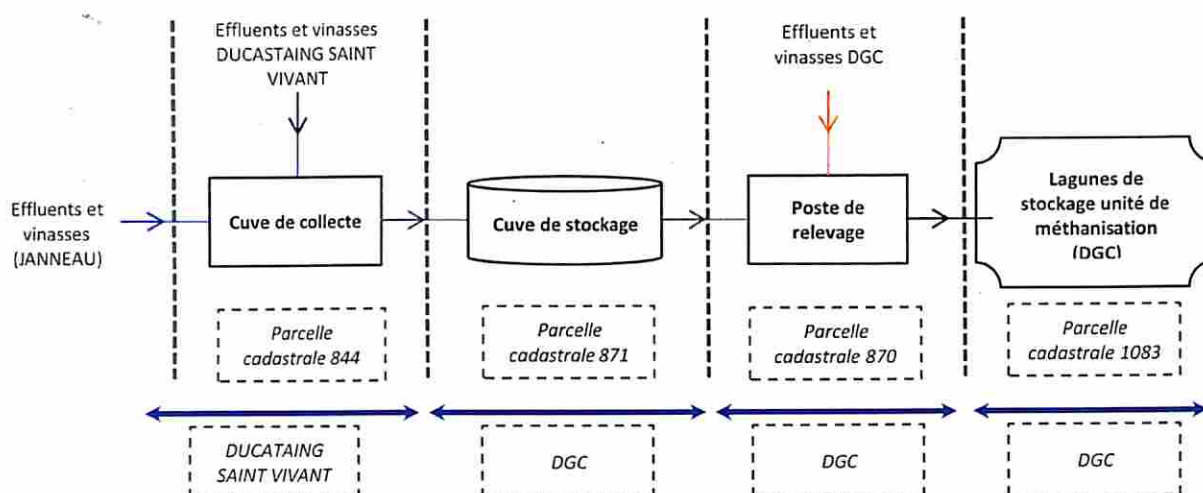 Effluents et vinasses
DUCASTAING SAINT
VIVANT
Effluents et
vinasses DGC
Effluents et
vinasses
(JANNEAU)
Cuve de collecte
Cuve de stockage
Poste de
relevage
Lagunes de
stockage unité de
méthanisation
(DGC)
Parcelle
cadastrale 844
Parcelle
cadastrale 871
Parcelle
cadastrale 870
Parcelle
cadastrale 1083
DUCATAING
SAINT VIVANT
DGC
DGC
DGC